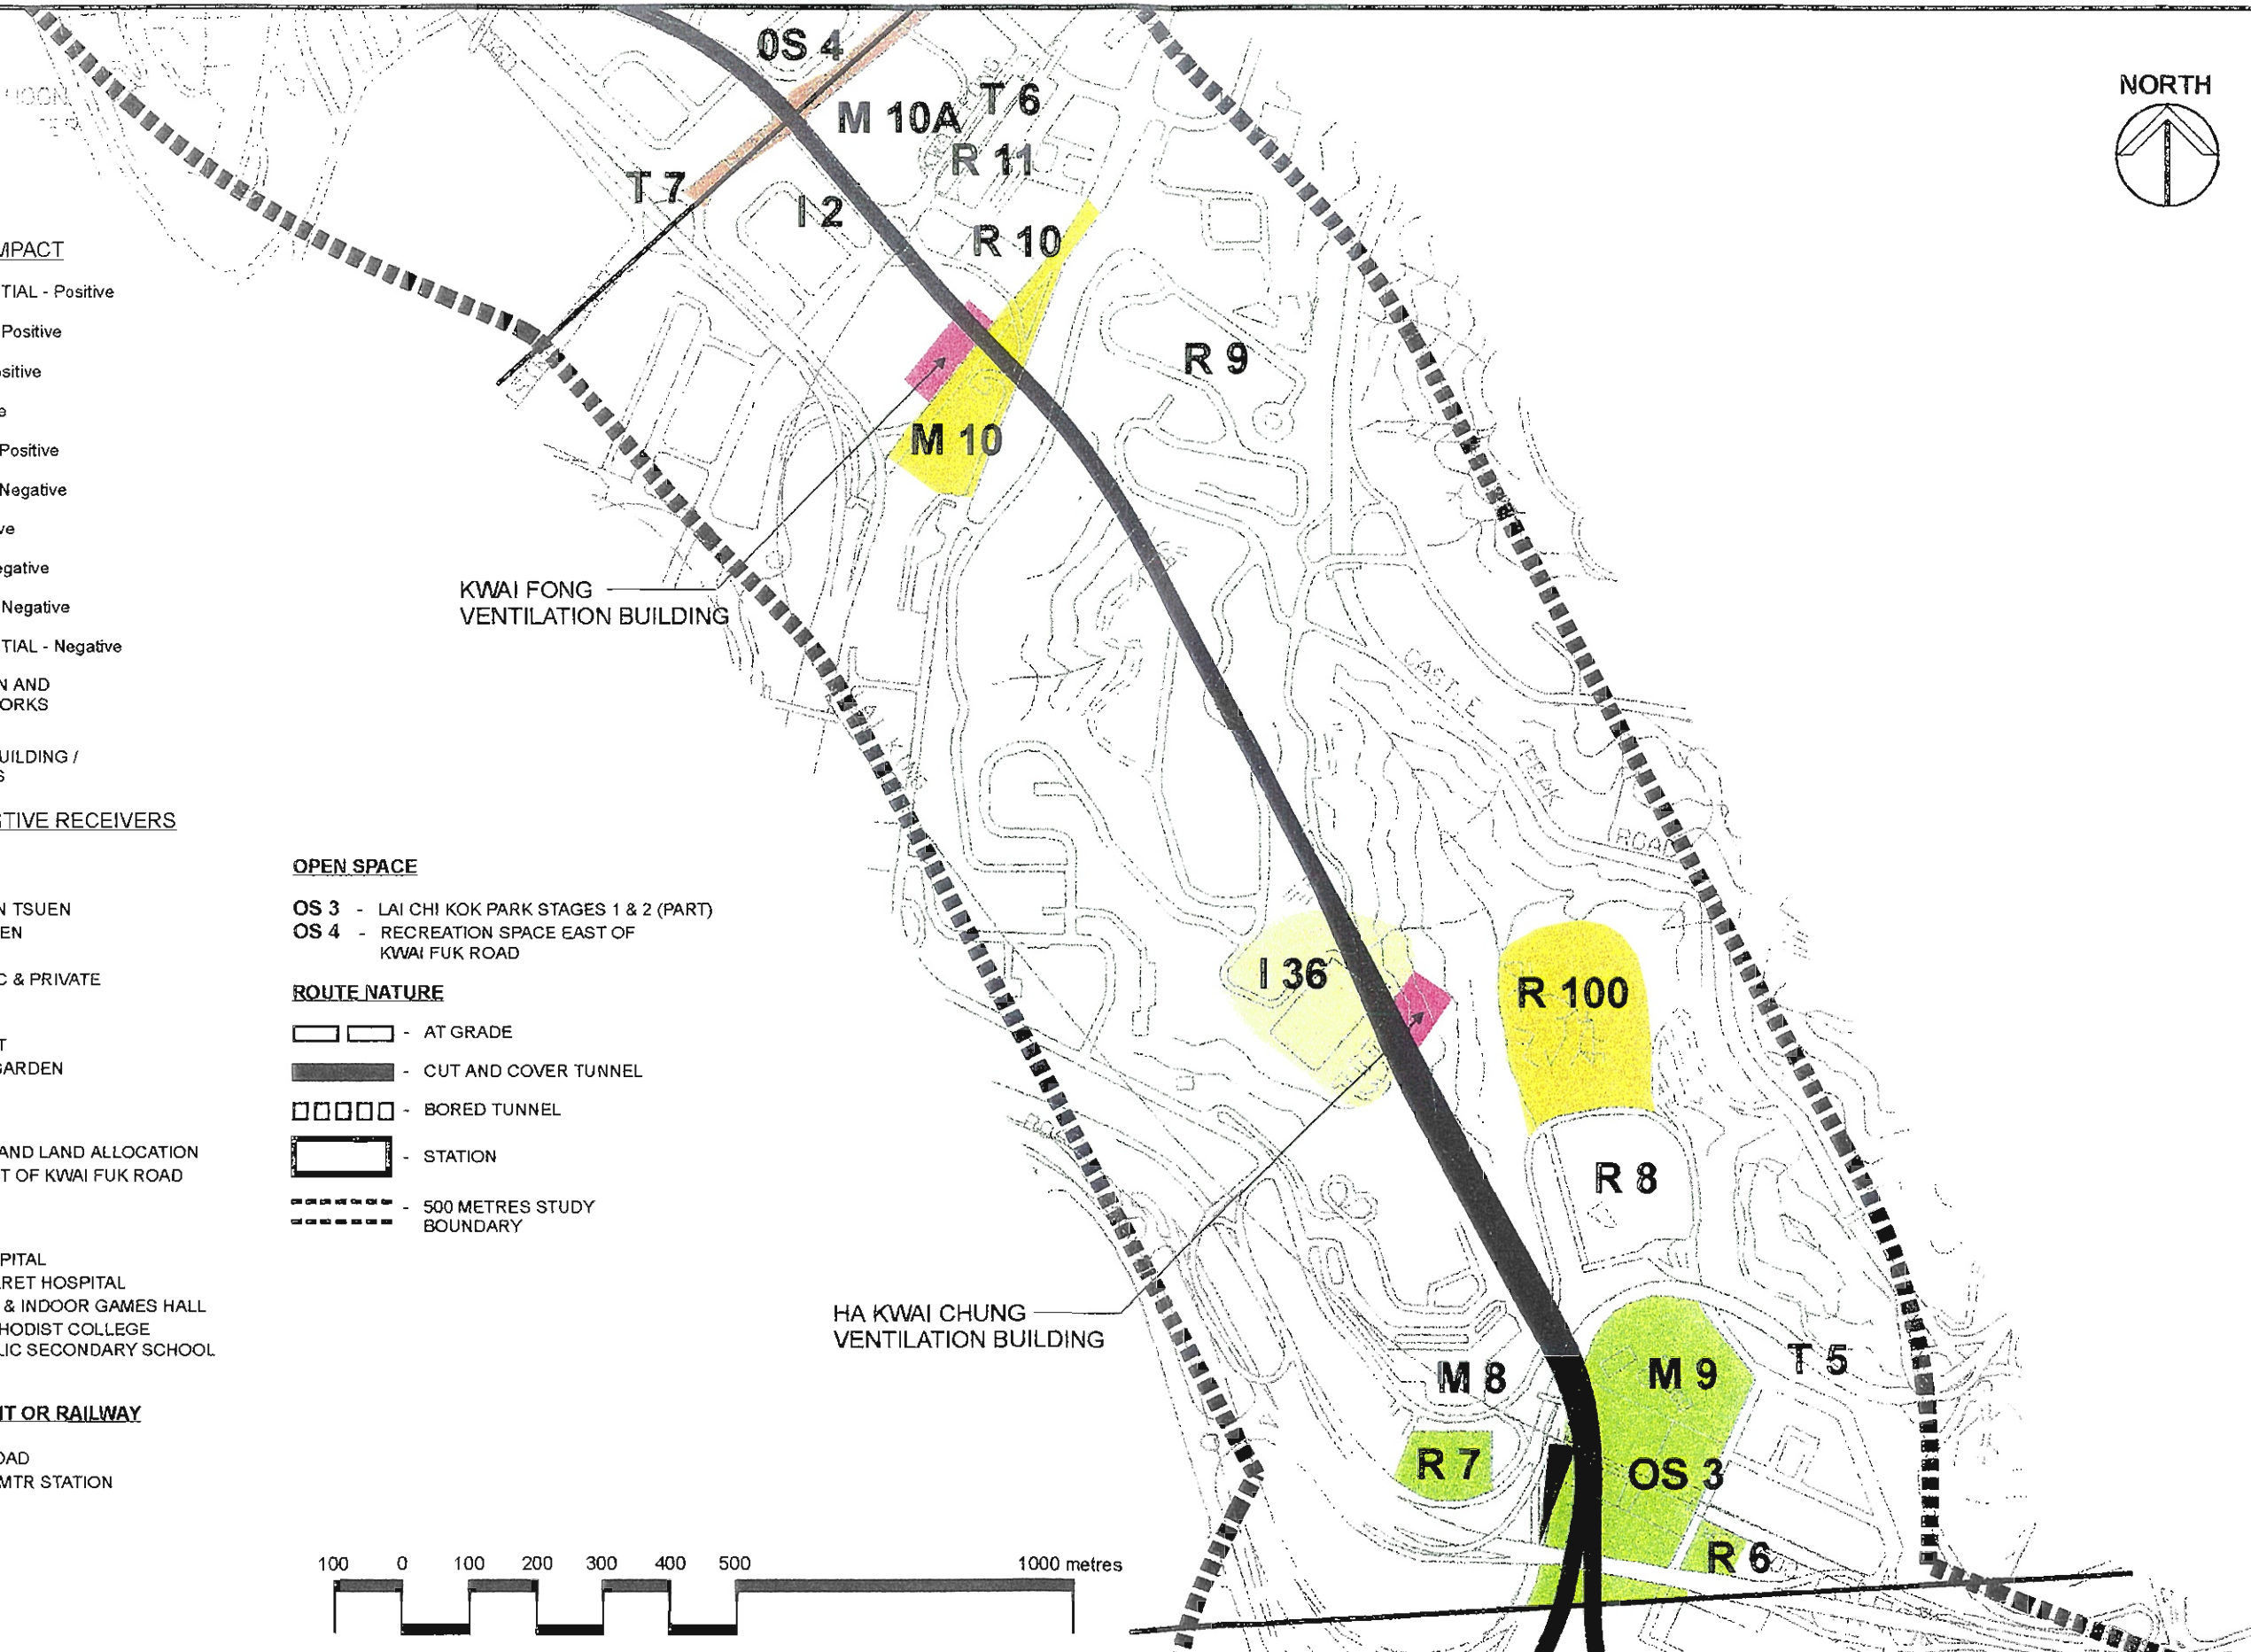 MPACT
TIAL - Positive
Positive
sitive
e
Positive
Negative
ve
egative
Negative
TIAL - Negative
N AND
ORKS
UILDING /
S
TIVE RECEIVERS
N TSUEN
EN
C & PRIVATE
T
GARDEN
AND LAND ALLOCATION
T OF KWAI FUK ROAD
PITAL
RET HOSPITAL
& INDOOR GAMES HALL
HODIST COLLEGE
LIC SECONDARY SCHOOL
IT OR RAILWAY
OAD
MTR STATION
OPEN SPACE
OS 3 - LAI CHI KOK PARK STAGES 1 & 2 (PART)
OS 4 - RECREATION SPACE EAST OF
KWAI FUK ROAD
ROUTE NATURE
- AT GRADE
- CUT AND COVER TUNNEL
- BORED TUNNEL
- STATION
- 500 METRES STUDY
BOUNDARY
100 0 100 200 300 400 500 1000 metres
NORTH
OS 4
M 10A
T 6
R 11
T 7
I 2
R 10
R 9
M 10
KWAI FONG
VENTILATION BUILDING
CASTLE
PEAK
ROAD
I 36
R 100
R 8
HA KWAI CHUNG
VENTILATION BUILDING
M 8
M 9
T 5
R 7
OS 3
R 6